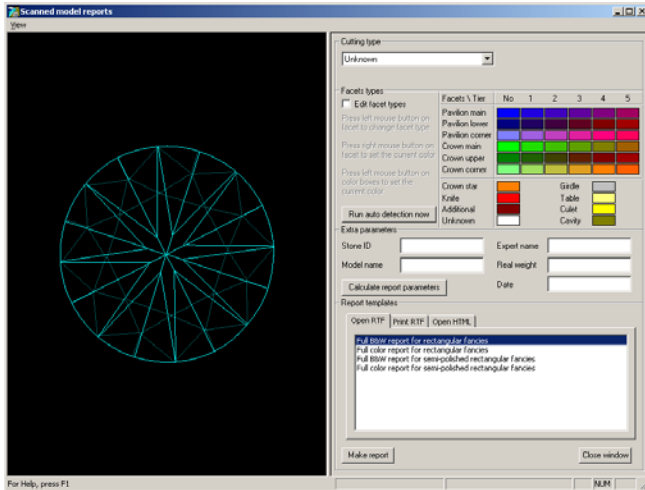 Scanned model reports
View
Cutting type
Unknown
Facets types
Edit facet types
Press left mouse button on
facet to change facet type
Press right mouse button on
facet to set the current color
Press left mouse button on
color boxes to set the
current color
Run auto detection now
Facets \ Tier No 1 2 3 4 5
Pavilion main
Pavilion lower
Pavilion corner
Crown main
Crown upper
Crown corner
Crown star Girdle
Knife Table
Additional Culet
Unknown Cavity
Extra parameters
Stone ID Expert name
Model name Real weight
Calculate report parameters Date
Report templates
Open RTF Print RTF Open HTML
Full B&W report for rectangular fancies
Full color report for rectangular fancies
Full B&W report for semi-polished rectangular fancies
Full color report for semi-polished rectangular fancies
Make report Close window
For Help, press F1 NUM